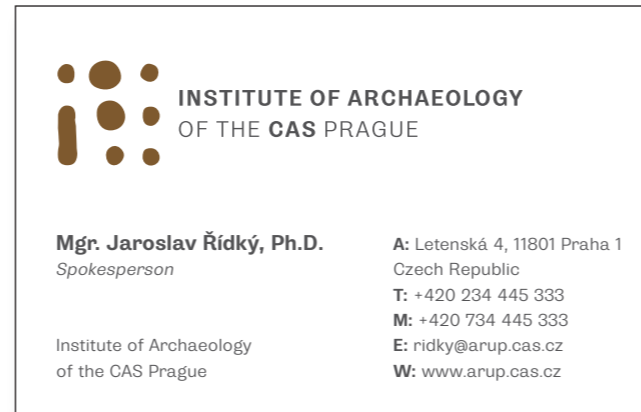 INSTITUTE OF ARCHAEOLOGY
OF THE CAS PRAGUE
Mgr. Jaroslav Řídký, Ph.D.
Spokesperson
Institute of Archaeology
of the CAS Prague
A: Letenská 4, 11801 Praha 1
Czech Republic
T: +420 234 445 333
M: +420 734 445 333
E: ridky@arup.cas.cz
W: www.arup.cas.cz